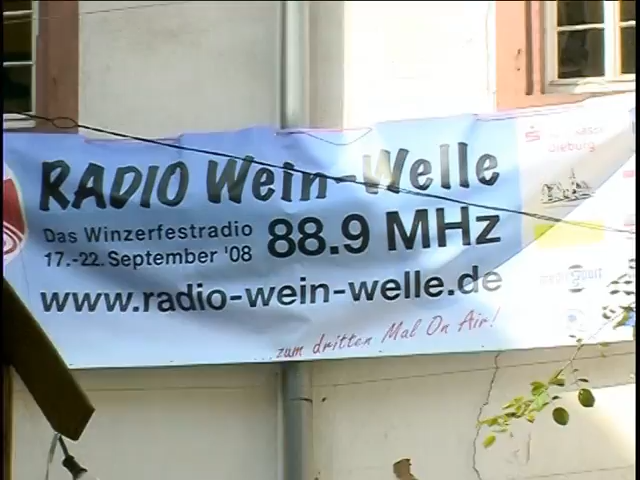 RADIO Wein-Welle
Das Winzerfestradio
17.-22.September '08
88.9 MHz
www.radio-wein-welle.de
...zum dritten Mal On Air!
Dieburg